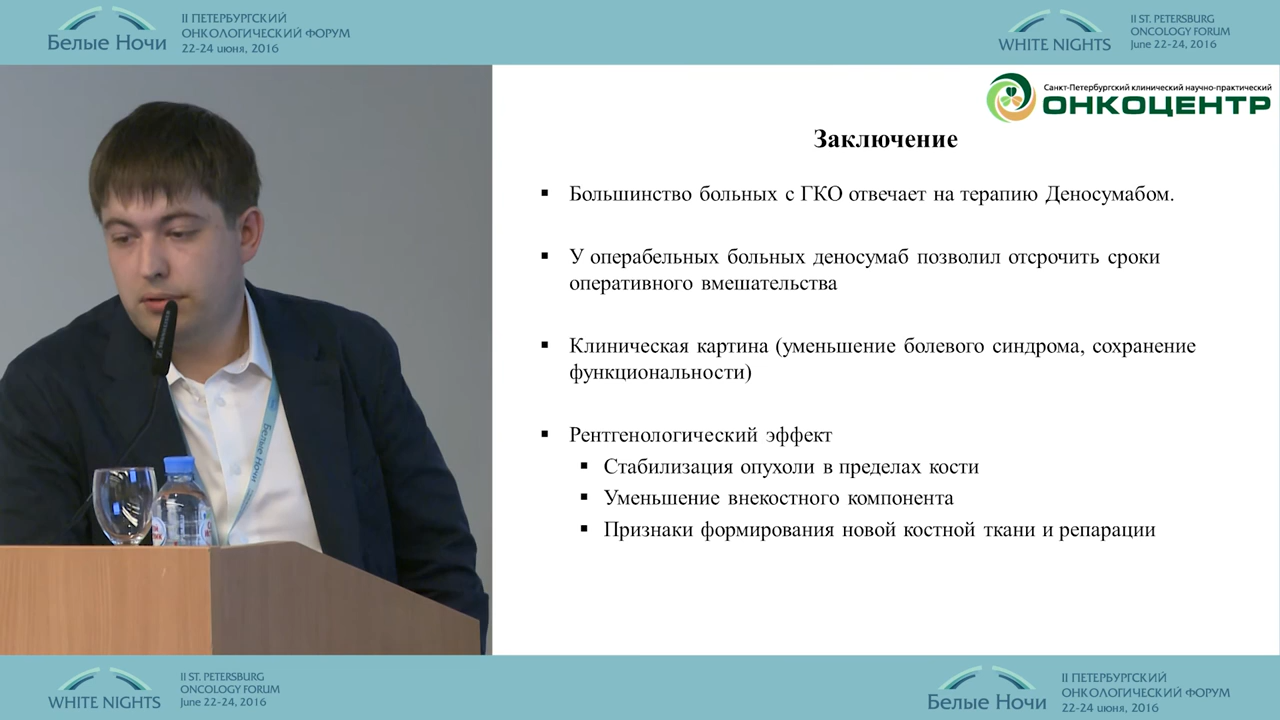 Белые Ночи
II ПЕТЕРБУРГСКИЙ
ОНКОЛОГИЧЕСКИЙ ФОРУМ
22-24 июня, 2016
WHITE NIGHTS
II ST. PETERSBURG
ONCOLOGY FORUM
June 22-24, 2016
Санкт-Петербургский клинический научно-практический
ОНКОЦЕНТР
Заключение
Большинство больных с ГКО отвечает на терапию Деносумабом.
У операбельных больных деносумаб позволил отсрочить сроки
оперативного вмешательства
Клиническая картина (уменьшение болевого синдрома, сохранение
функциональности)
Рентгенологический эффект
Стабилизация опухоли в пределах кости
Уменьшение внекостного компонента
Признаки формирования новой костной ткани и репарации
Белые Ночи
WHITE NIGHTS
II ST. PETERSBURG
ONCOLOGY FORUM
June 22-24, 2016
Белые Ночи
II ПЕТЕРБУРГСКИЙ
ОНКОЛОГИЧЕСКИЙ ФОРУМ
22-24 июня, 2016